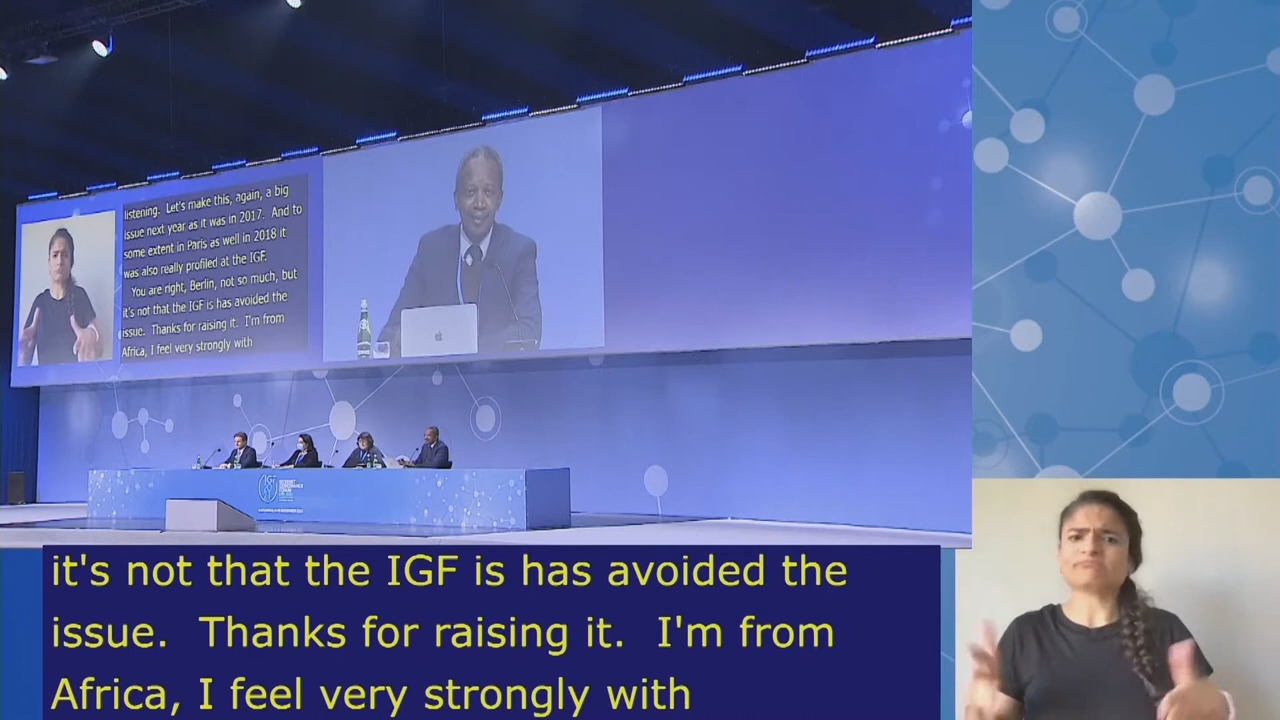 listening. Let's make this, again, a big
issue next year as it was in 2017. And to
some extent in Paris as well in 2018 it
was also really profiled at the IGF.
You are right, Berlin, not so much, but
it's not that the IGF is has avoided the
issue. Thanks for raising it. I'm from
Africa, I feel very strongly with
INTERNET
GOVERNANCE
FORUM
it's not that the IGF is has avoided the
issue. Thanks for raising it. I'm from
Africa, I feel very strongly with